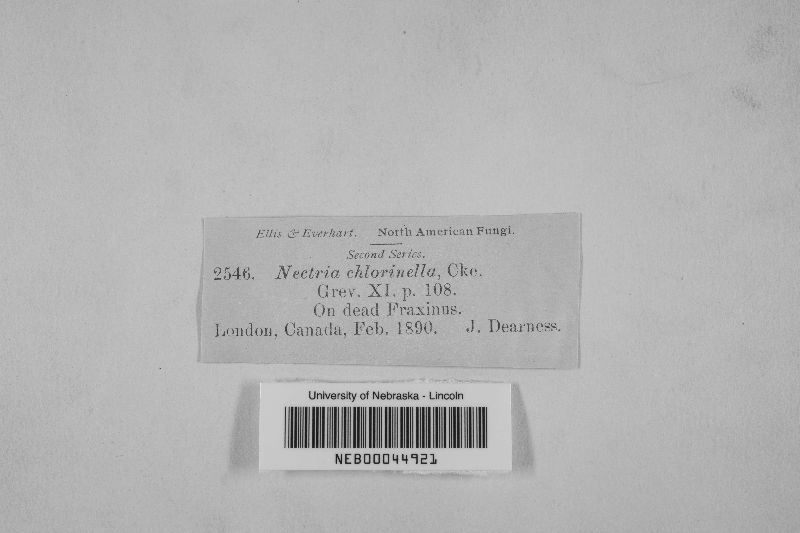 Ellis & Everhart. North American Fungi.
Second Series.
2546. Nectria chlorinella, Cke.
Grev. XI. p. 108.
On dead Fraxinus.
London, Canada, Feb. 1890. J. Dearness.
University of Nebraska - Lincoln
NEB00044921